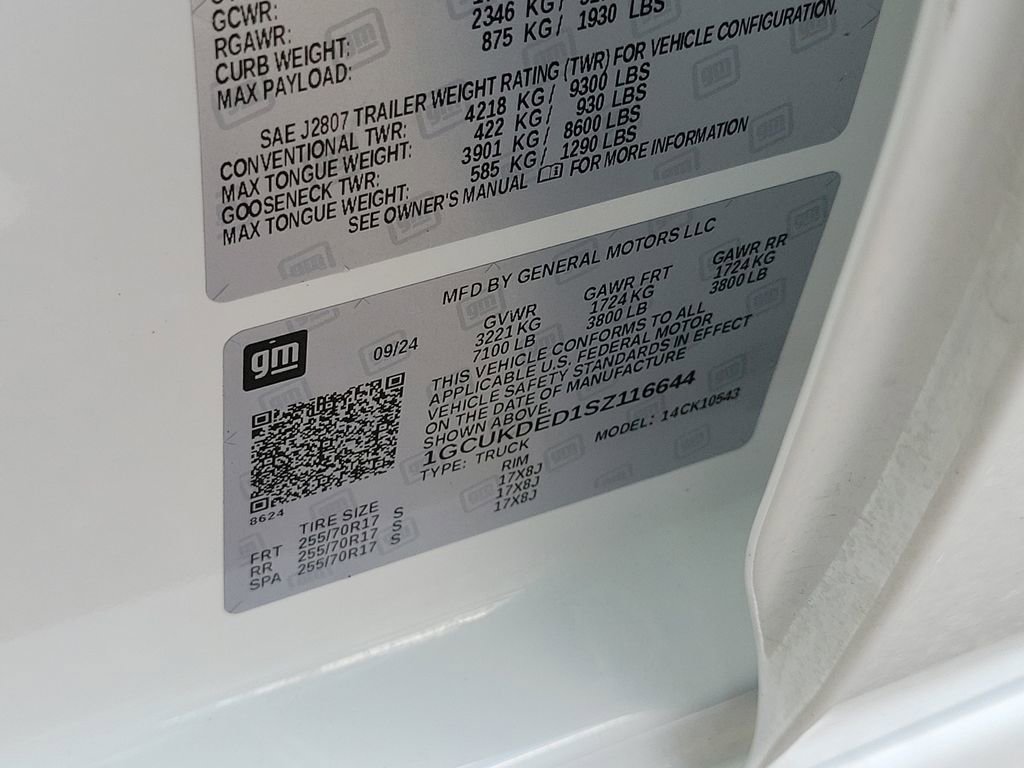 GCWR:
RGAWR:
CURB WEIGHT: 2346 KG/
MAX PAYLOAD: 875 KG/ 1930 LBS
SAE J2807 TRAILER WEIGHT RATING (TWR) FOR VEHICLE CONFIGURATION.
CONVENTIONAL TWR: 4218 KG/ 9300 LBS
MAX TONGUE WEIGHT: 422 KG/ 930 LBS
GOOSENECK TWR: 3901 KG/ 8600 LBS
MAX TONGUE WEIGHT: 585 KG/ 1290 LBS
SEE OWNER'S MANUAL FOR MORE INFORMATION
gm
09/24
MFD BY GENERAL MOTORS LLC
GVWR GAWR FRT GAWR RR
3221 KG 1724 KG 1724 KG
7100 LB 3800 LB 3800 LB
THIS VEHICLE CONFORMS TO ALL
APPLICABLE U.S. FEDERAL MOTOR
VEHICLE SAFETY STANDARDS IN EFFECT
ON THE DATE OF MANUFACTURE
SHOWN ABOVE.
1GCUKDED1SZ116644
TYPE: TRUCK MODEL: 14CK10543
8624
TIRE SIZE RIM
FRT 255/70R17 S 17X8J
RR 255/70R17 S 17X8J
SPA 255/70R17 S 17X8J